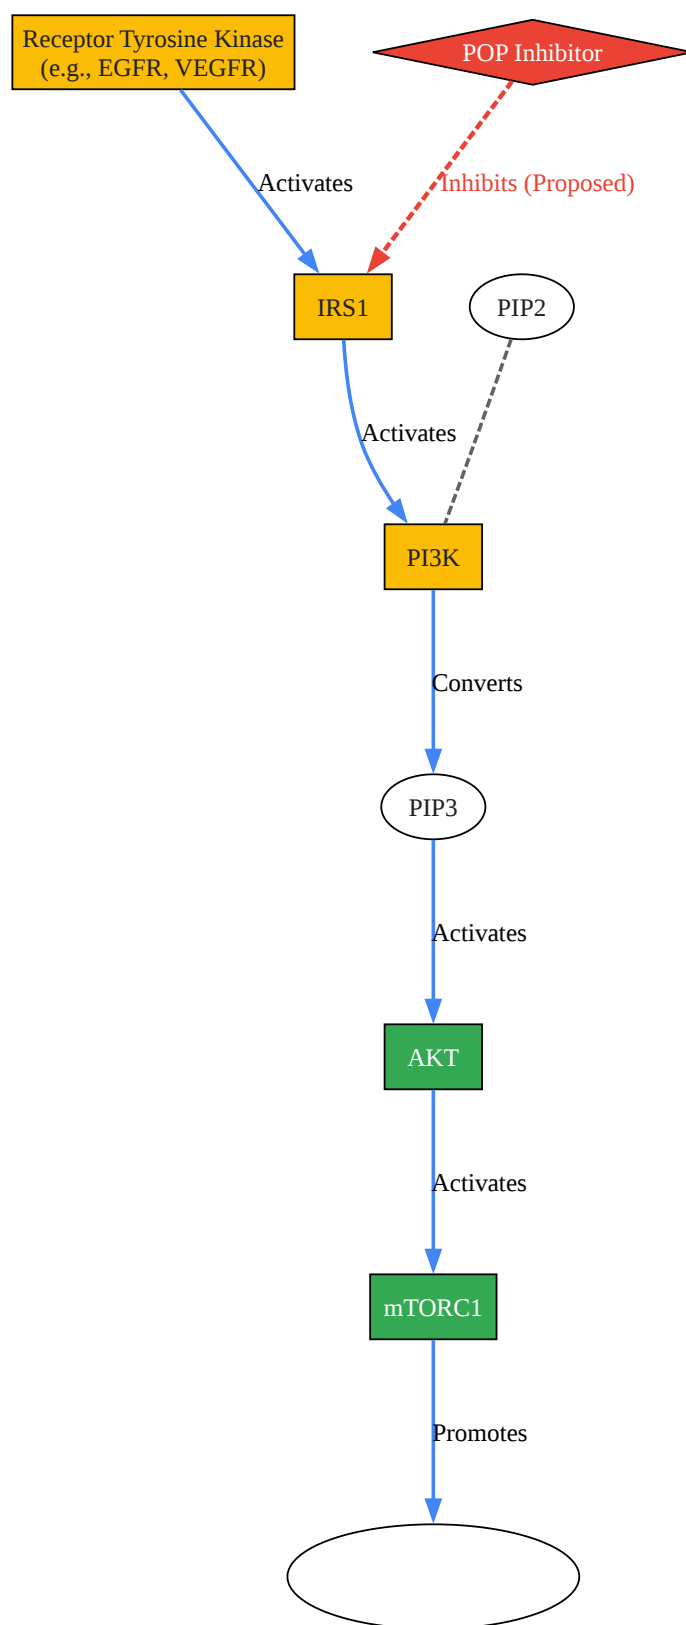 Receptor Tyrosine Kinase
(e.g., EGFR, VEGFR)
POP Inhibitor
Activates
Inhibits (Proposed)
IRS1
PIP2
Activates
PI3K
Converts
PIP3
Activates
AKT
Activates
mTORC1
Promotes